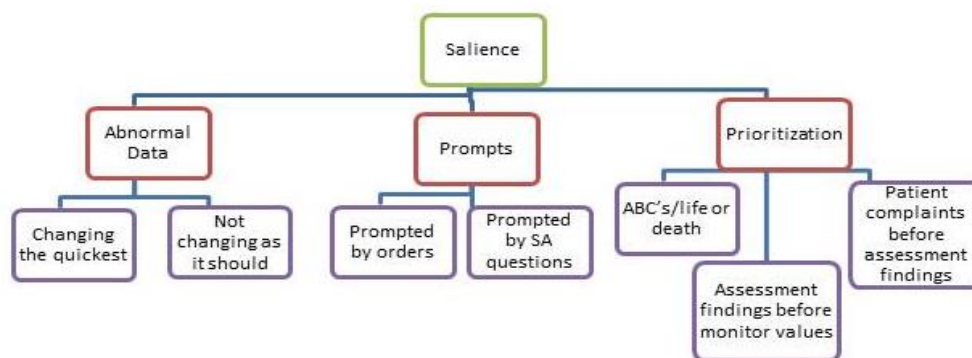 Salience
Abnormal
Data
Prompts
Prioritization
Changing
the quickest
Not
changing as
it should
Prompted
by orders
Prompted
by SA
questions
ABC's/life or
death
Assessment
findings before
monitor values
Patient
complaints
before
assessment
findings